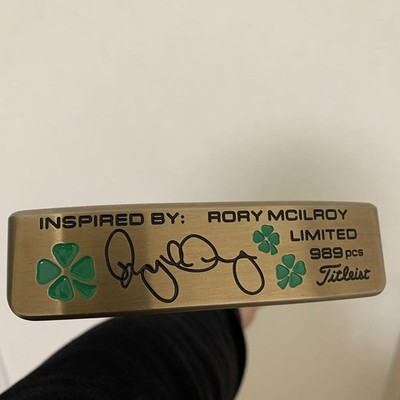 INSPIRED BY: RORY MCILROY
LIMITED
989 pcs
Titleist